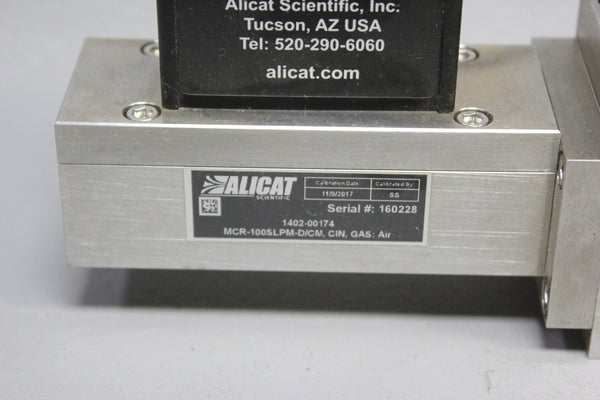 Alicat Scientific, Inc.
Tucson, AZ USA
Tel: 520-290-6060
alicat.com
ALICAT
SCIENTIFIC
Calibration Date: Calibrated By:
11/9/2017 55
Serial #: 160228
1402-00174
MCR-100SLPM-D/CM, CIN, GAS: Air